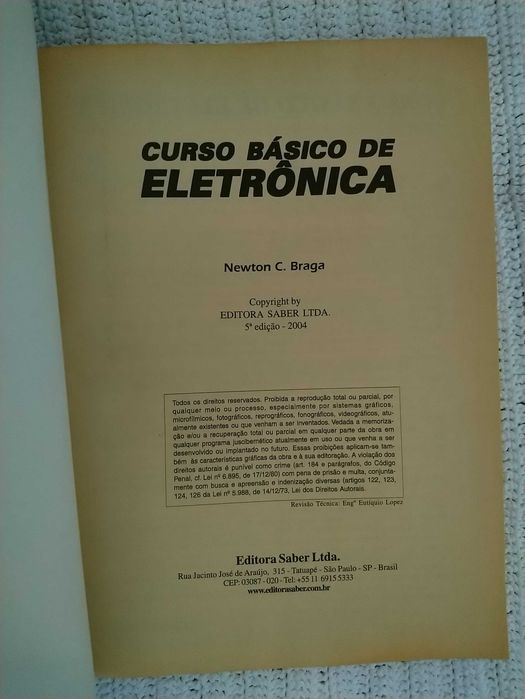 CURSO BÁSICO DE
ELETRÔNICA
Newton C. Braga
Copyright by
EDITORA SABER LTDA.
5ª edição - 2004
Todos os direitos reservados. Proibida a reprodução total ou parcial, por
qualquer meio ou processo, especialmente por sistemas gráficos,
microfílmicos, fotográficos, reprográficos, fonográficos, videográficos, atu-
almente existentes ou que venham a ser inventados. Vedada a memoriza-
ção e/ou a recuperação total ou parcial em qualquer parte da obra em
qualquer programa juscibernético atualmente em uso ou que venha a ser
desenvolvido ou implantado no futuro. Essas proibições aplicam-se tam-
bém às características gráficas da obra e à sua editoração. A violação dos
direitos autorais é punível como crime (art. 184 e parágrafos, do Código
Penal, cf. Lei nº 6.895, de 17/12/80) com pena de prisão e multa, conjunta-
mente com busca e apreensão e indenização diversas (artigos 122, 123,
124, 126 da Lei nº 5.988, de 14/12/73, Lei dos Direitos Autorais.
Revisão Técnica: Engº Eutíquio Lopez
Editora Saber Ltda.
Rua Jacinto José de Araújo, 315 - Tatuapé - São Paulo - SP - Brasil
CEP: 03087 - 020 - Tel: +55 11 6915 5333
www.editorasaber.com.br